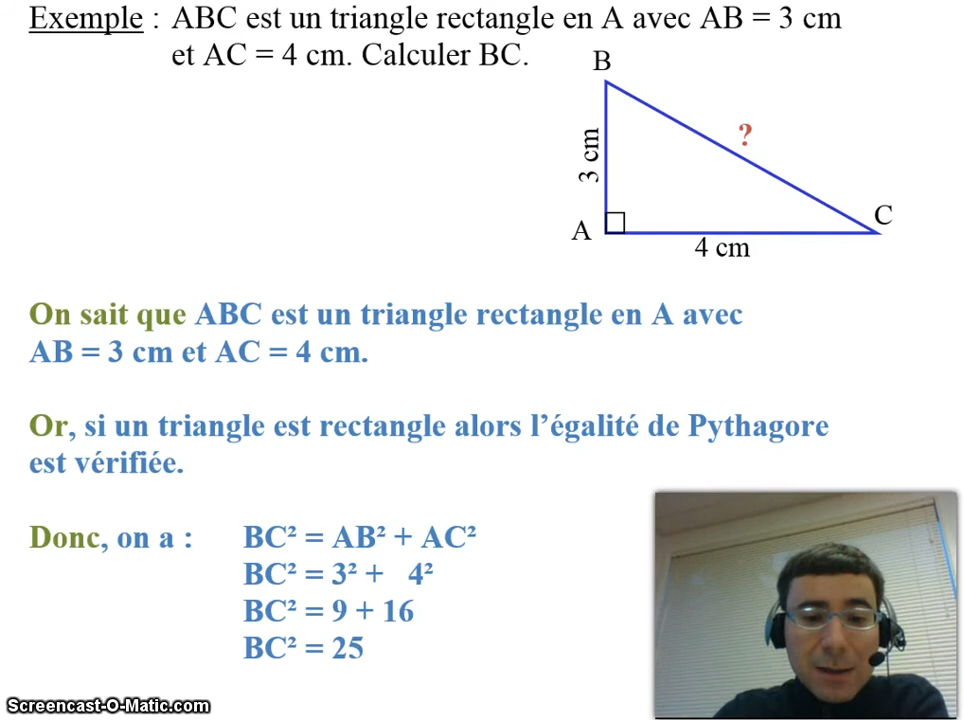 Exemple : ABC est un triangle rectangle en A avec AB = 3 cm
et AC = 4 cm. Calculer BC.
B
?
3 cm
C
A
4 cm
On sait que ABC est un triangle rectangle en A avec
AB = 3 cm et AC = 4 cm.
Or, si un triangle est rectangle alors l’égalité de Pythagore
est vérifiée.
Donc, on a : BC² = AB² + AC²
BC² = 3² + 4²
BC² = 9 + 16
BC² = 25
Screencast-O-Matic.com